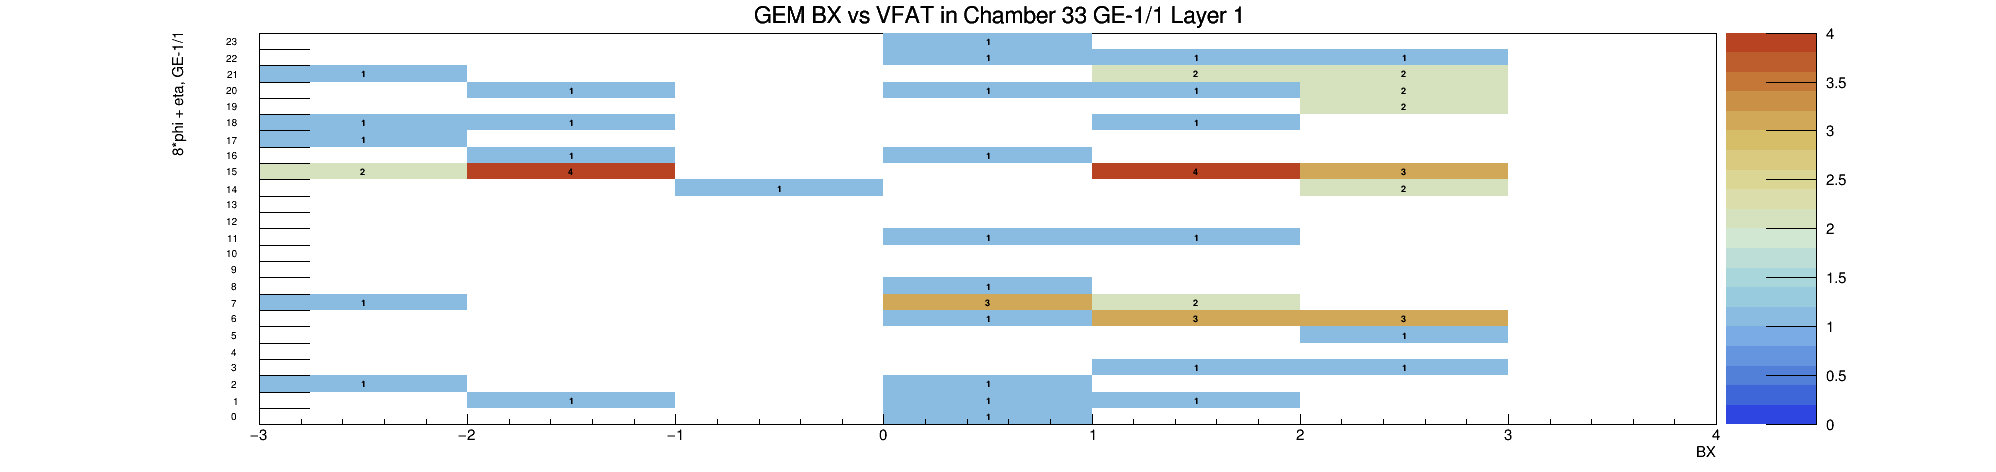 GEM BX vs VFAT in Chamber 33 GE-1/1 Layer 1
8*phi + eta, GE-1/1
23 1
22 1 1 1
21 1 2 2
20 1 1 1 2
19 2
18 1 1 1
17 1
16 1 1
15 2 4 4 3
14 1 2
13
12
11 1 1
10
9
8 1
7 1 3 2
6 1 3 3
5 1
4
3 1 1
2 1 1
1 1 1 1
0 1
−3 −2 −1 0 1 2 3 4
BX
4
3.5
3
2.5
2
1.5
1
0.5
0